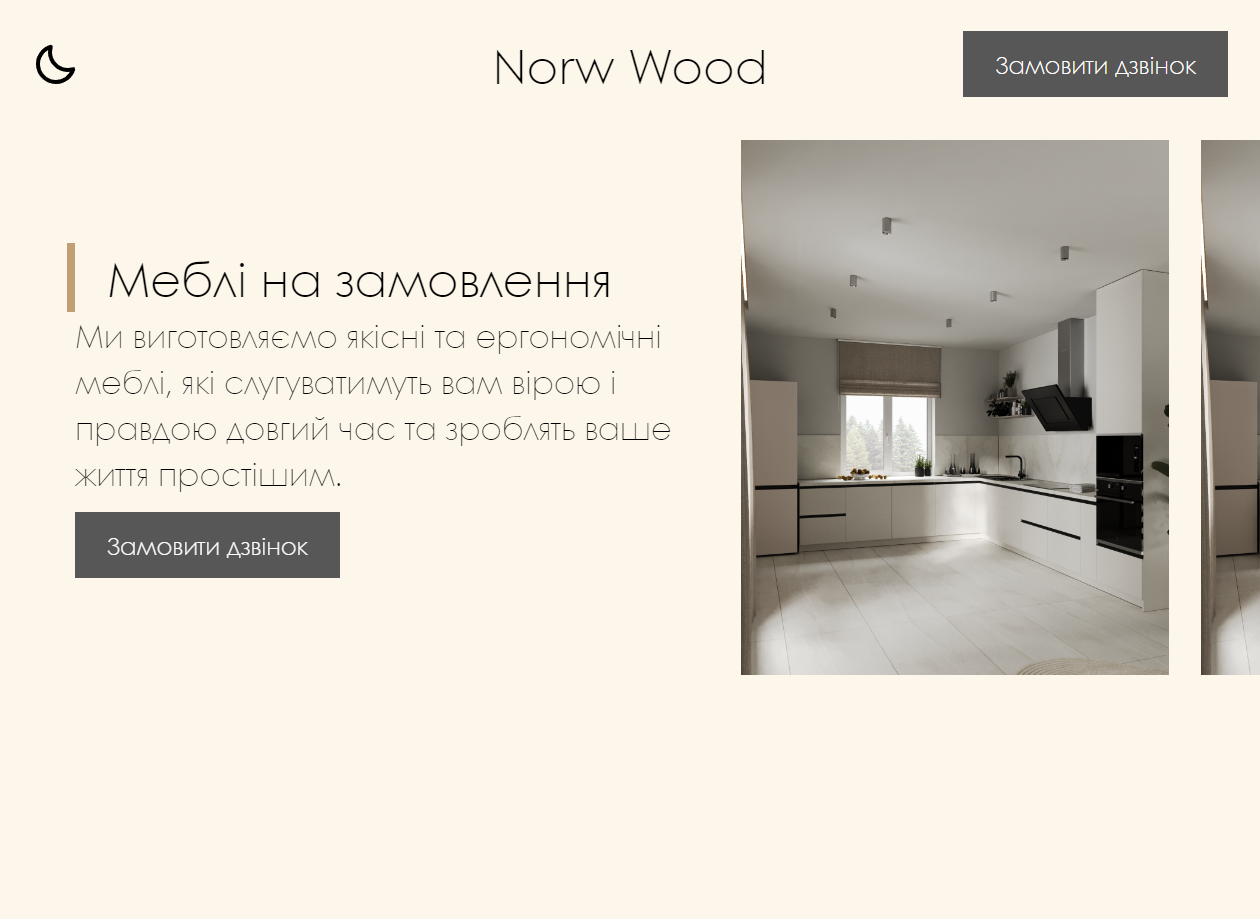 Norw Wood
Замовити дзвінок
Меблі на замовлення
Ми виготовляємо якісні та ергономічні
меблі, які слугуватимуть вам вірою і
правдою довгий час та зроблять ваше
життя простішим.
Замовити дзвінок